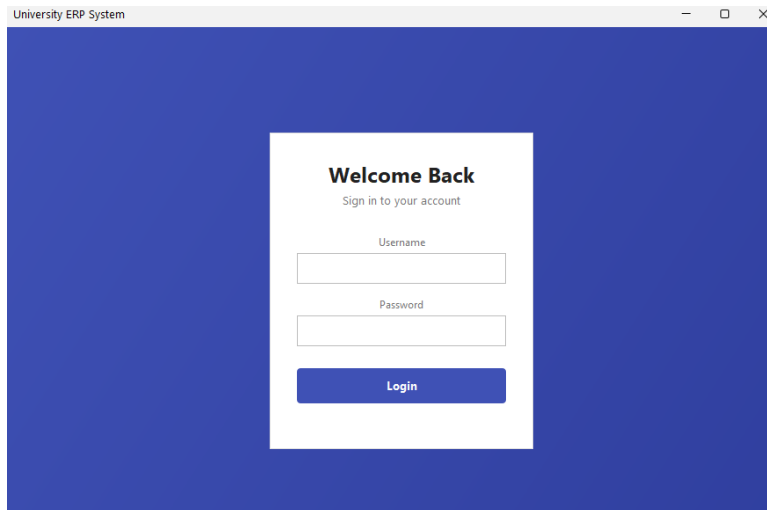 University ERP System
Welcome Back
Sign in to your account
Username
Password
Login